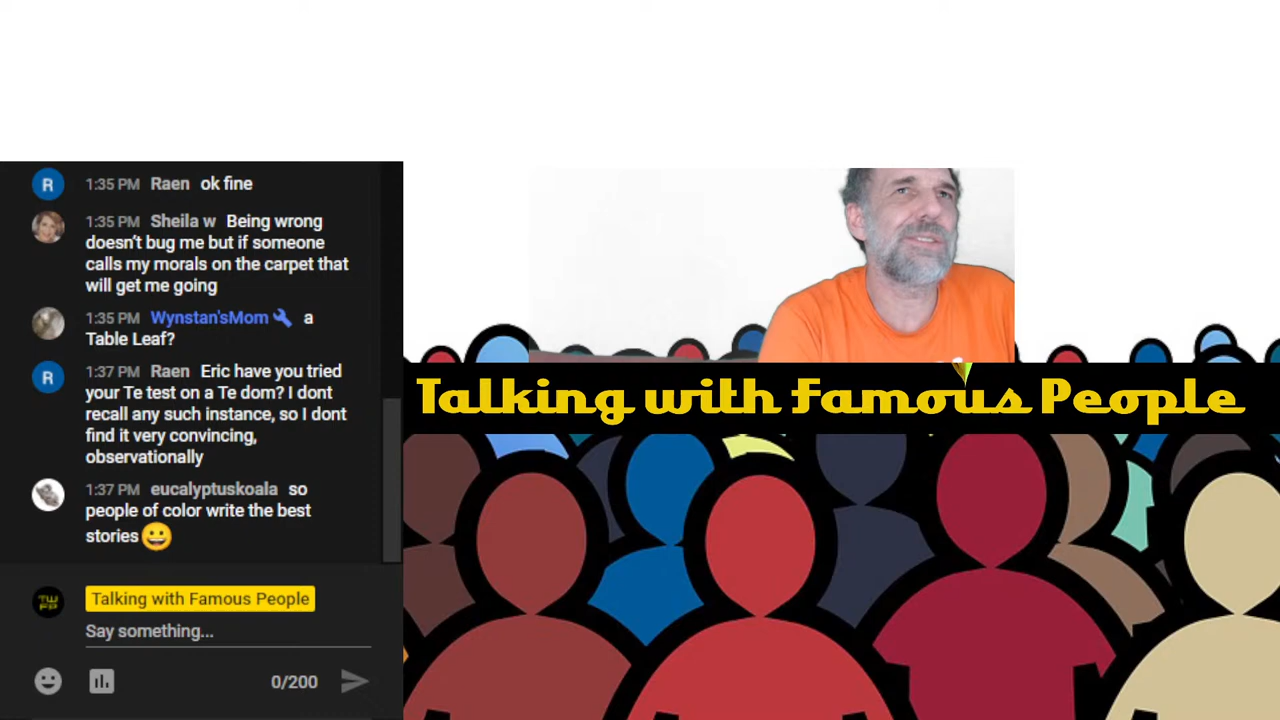 R 1:35 PM Raen ok fine
1:35 PM Sheila w Being wrong
doesn’t bug me but if someone
calls my morals on the carpet that
will get me going
1:35 PM Wynstan'sMom a
Table Leaf?
R 1:37 PM Raen Eric have you tried
your Te test on a Te dom? I dont
recall any such instance, so I dont
find it very convincing,
observationally
1:37 PM eucalyptuskoala so
people of color write the best
stories😀
TW
FP
Talking with Famous People
Say something...
0/200
Talking with Famous People